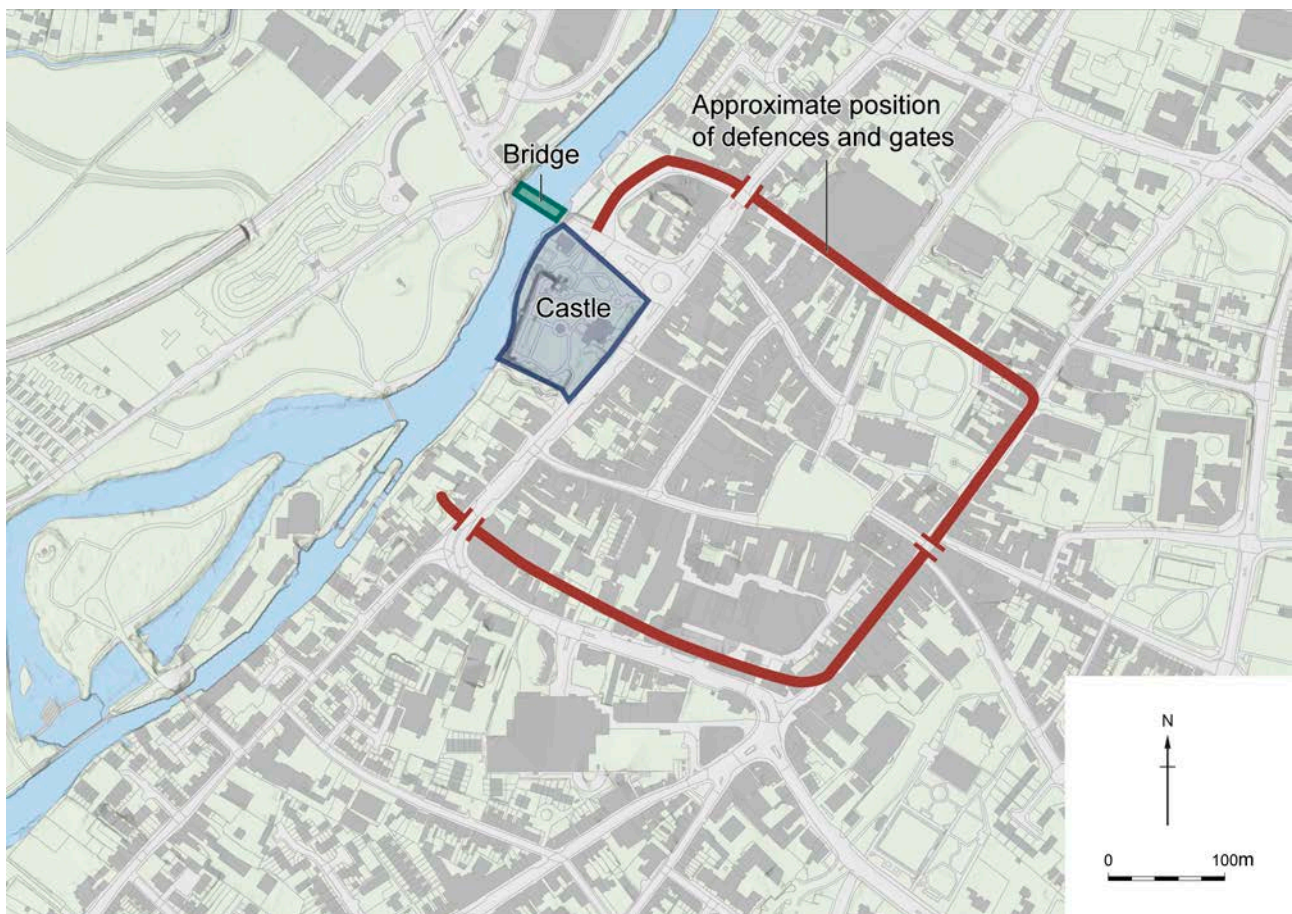 Approximate position
of defences and gates
Bridge
Castle
N
0 100m